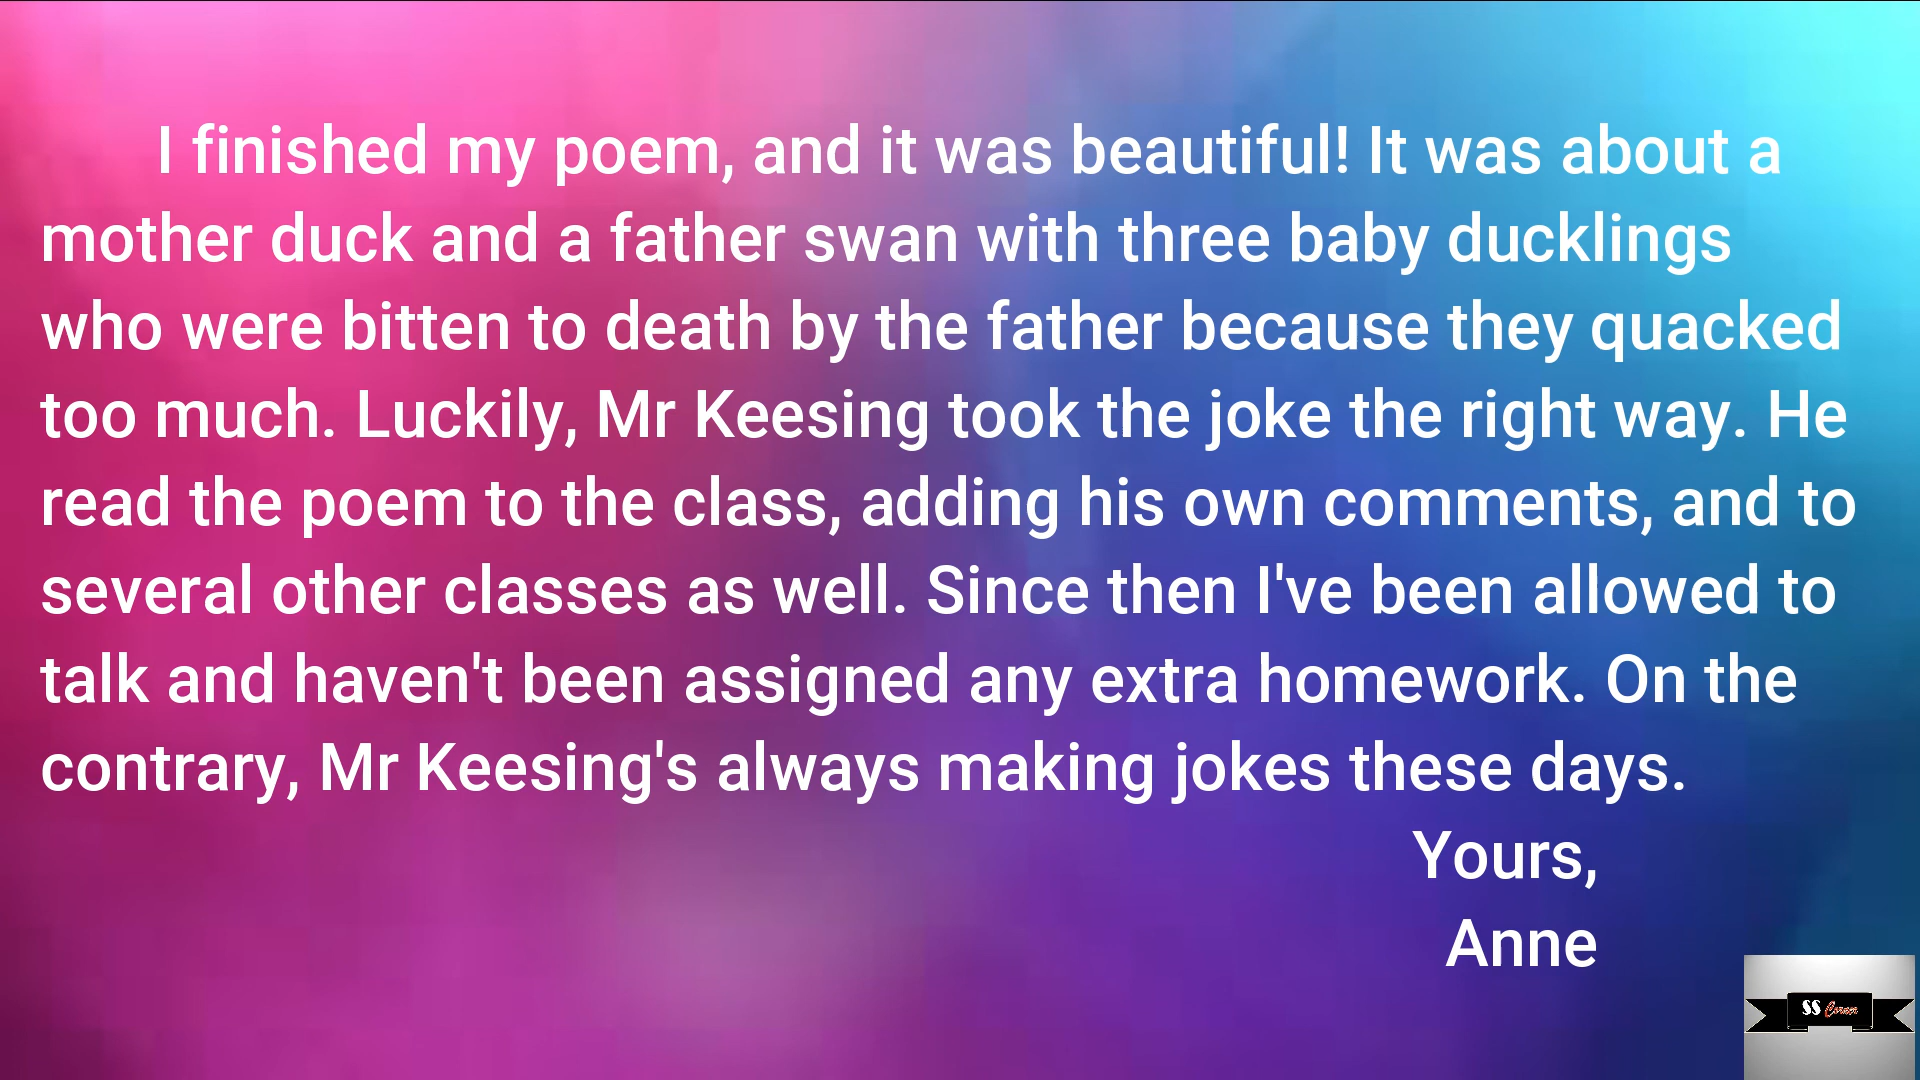 I finished my poem, and it was beautiful! It was about a
mother duck and a father swan with three baby ducklings
who were bitten to death by the father because they quacked
too much. Luckily, Mr Keesing took the joke the right way. He
read the poem to the class, adding his own comments, and to
several other classes as well. Since then I've been allowed to
talk and haven't been assigned any extra homework. On the
contrary, Mr Keesing's always making jokes these days.
Yours,
Anne
SS Corner